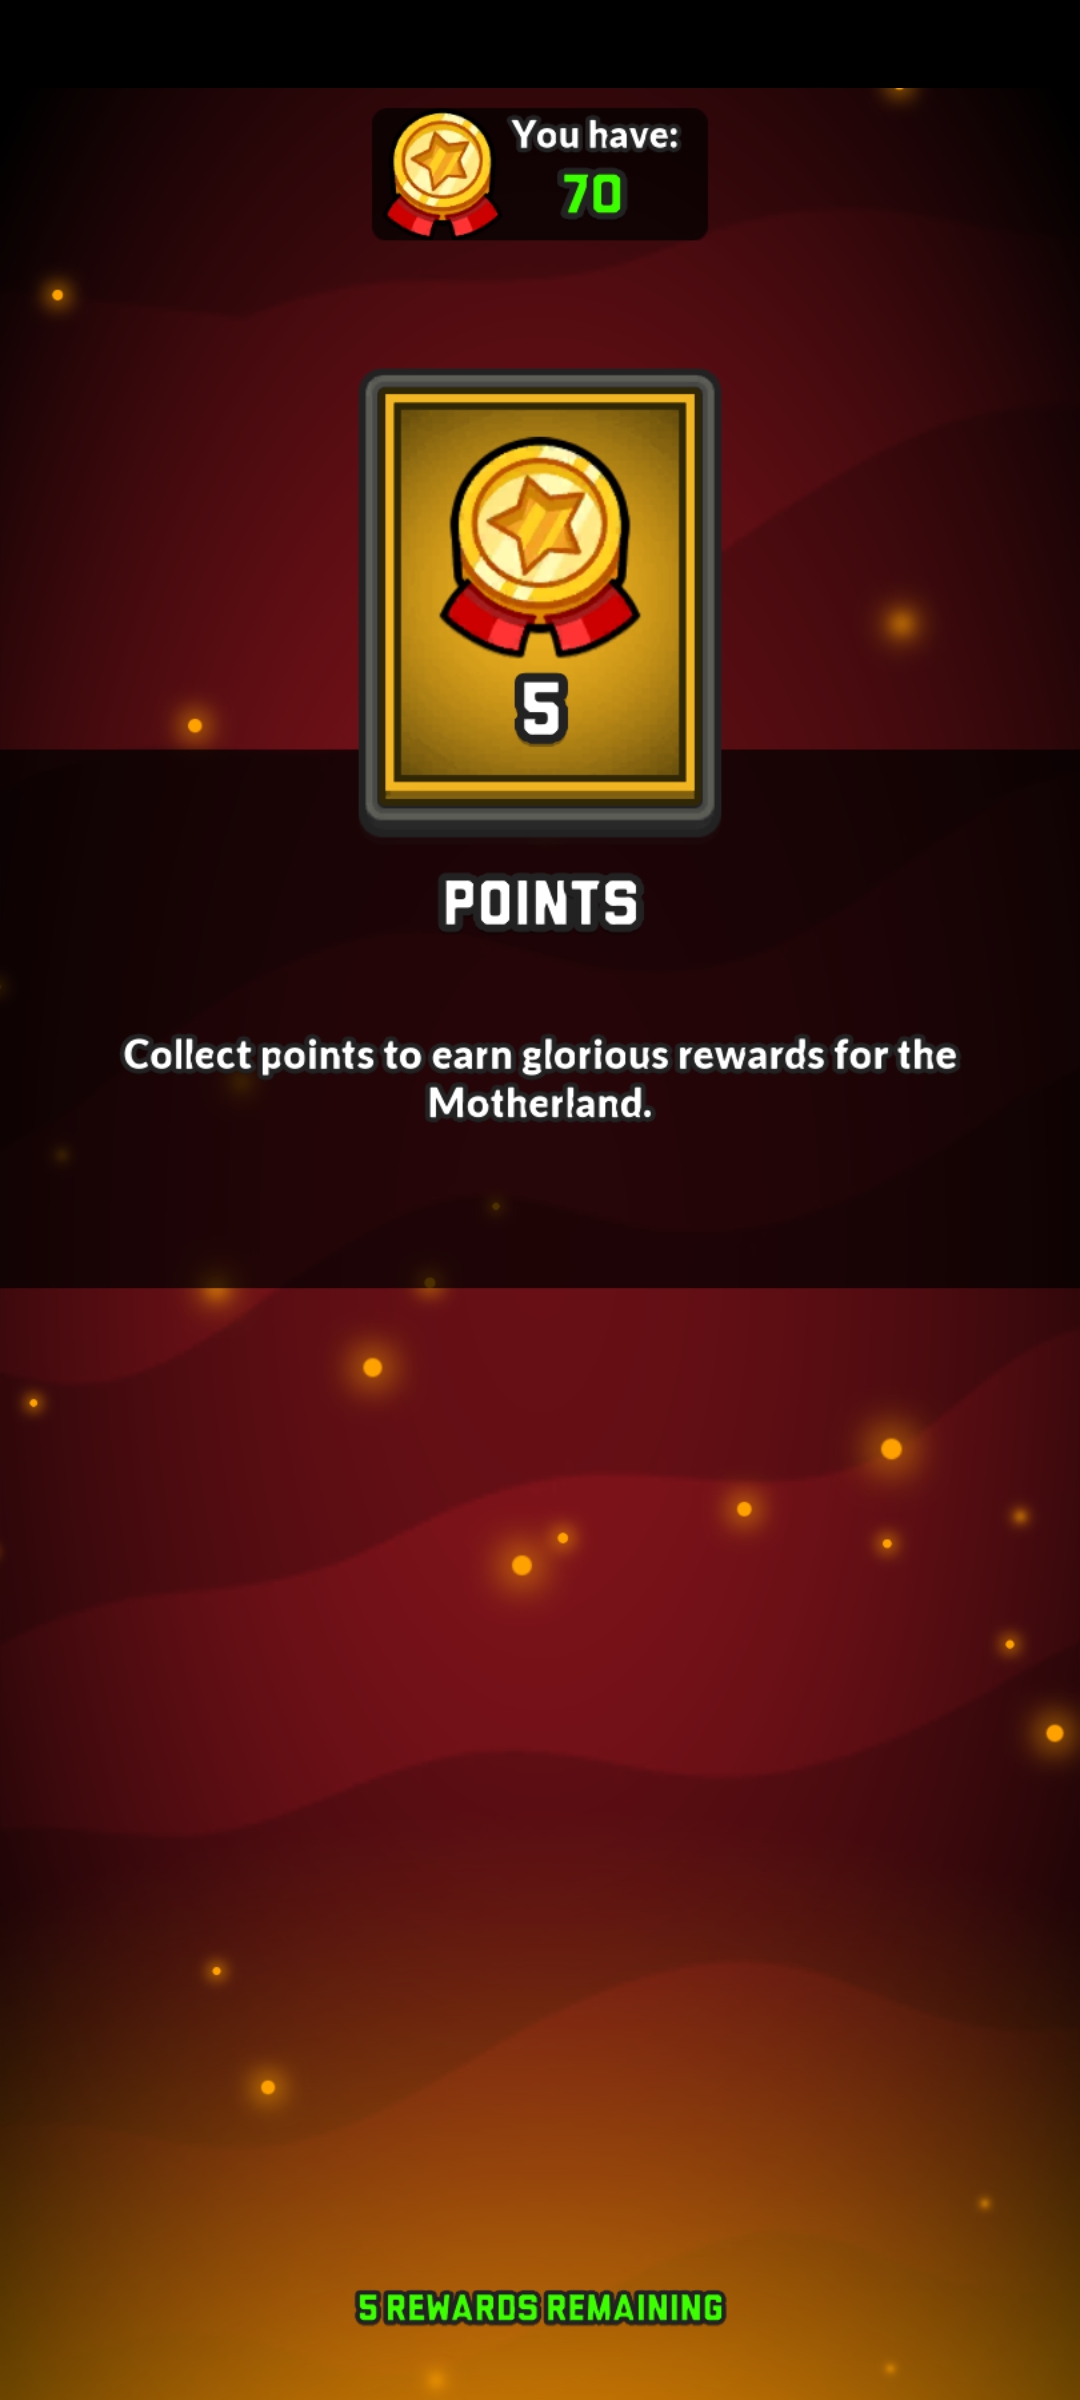 You have:
70
5
POINTS
Collect points to earn glorious rewards for the
Motherland.
5 REWARDS REMAINING